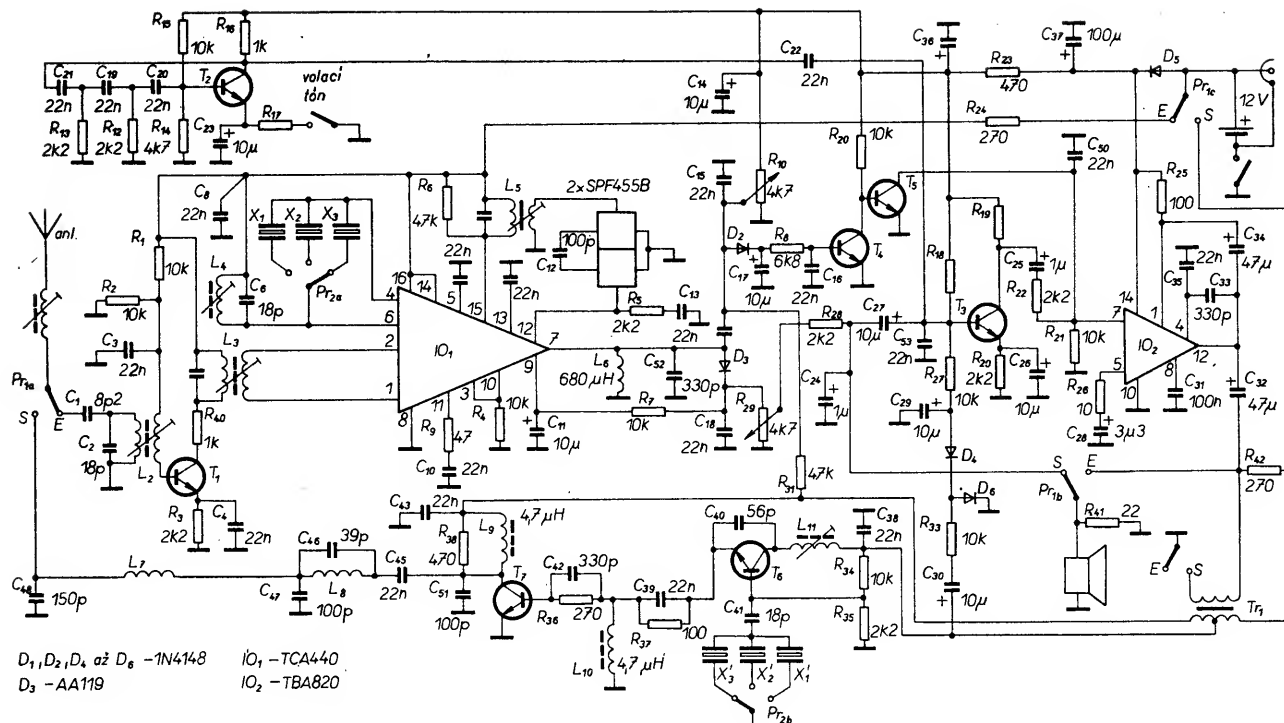 R15
10k
R16
1k
T2
C21
22n
C19
22n
C20
22n
R13
2k2
R12
2k2
R14
4k7
C23
10µ
R17
volací
tón
C22
22n
C14
10µ
C36
R23
470
C37
100µ
D5
Pr1c
E
S
12V
R24
270
R20
10k
C50
22n
R10
4k7
C15
22n
T5
T4
D2
R8
6k8
C17
10µ
C16
22n
R25
100
C34
47µ
ant.
C8
22n
R1
10k
R2
10k
C3
22n
X1
X2
X3
Pr2a
R6
47k
22n
L5
2×SPF455B
100p
C12
L4
C6
18p
L3
R5
2k2
C13
22n
22n
22n
16
14
4
6
2
1
5
15
13
12
7
9
10
3
11
8
IO1
R4
10k
R9
47
C10
22n
C11
10µ
L6
680µH
C52
330p
R7
10k
D3
C18
22n
R29
4k7
R28
2k2
C27
10µ
C24
1µ
C53
22n
R18
R19
T3
C25
1µ
R22
2k2
R20
2k2
C26
10µ
R27
10k
C29
10µ
R21
10k
R26
10
C28
3µ3
14
1
4
7
5
10
8
12
IO2
22n
C35
C33
330p
C31
100n
C32
47µ
R42
270
Pr1a
S
E
C1
8p2
C2
18p
L2
R40
1k
T1
R3
2k2
C4
22n
D4
D6
R31
47k
R33
10k
C30
10µ
S
E
Pr1b
R41
22
E
S
Tr1
C43
22n
L9
4,7µH
R38
470
C46
39p
C45
22n
L7
L8
C47
100p
C48
150p
C51
100p
T7
C42
330p
R36
270
C39
22n
R37
100
L10
4,7µH
C40
56p
T6
L11
C38
22n
R34
10k
R35
2k2
C41
18p
X'3
X'2
X'1
Pr2b
D1, D2, D4 až D6 – 1N4148
D3 – AA119
IO1 – TCA440
IO2 – TBA820